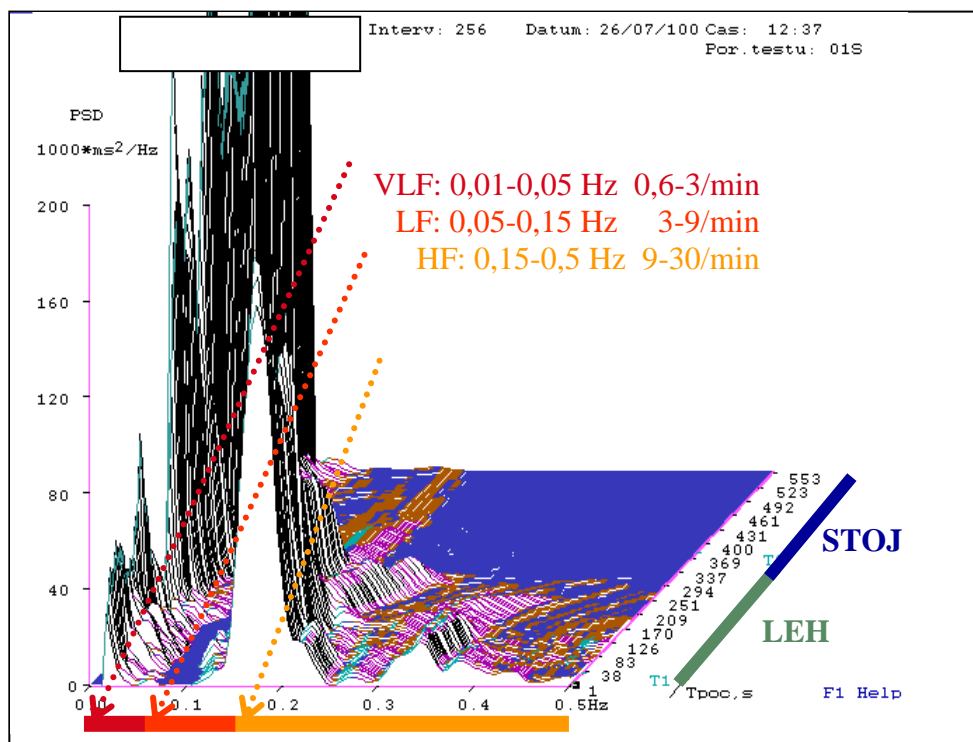 Interv: 256 Datum: 26/07/100 Cas: 12:37
Por.testu: 01S
PSD
1000*ms²/Hz
VLF: 0,01-0,05 Hz 0,6-3/min
LF: 0,05-0,15 Hz 3-9/min
HF: 0,15-0,5 Hz 9-30/min
200
160
120
80
40
0
553
523
492
461
431
400
369
337
294
251
209
170
126
83
38
1
STOJ
LEH
T1
Tpoc,s
F1 Help
0.1
0.2
0.3
0.4
0.5Hz